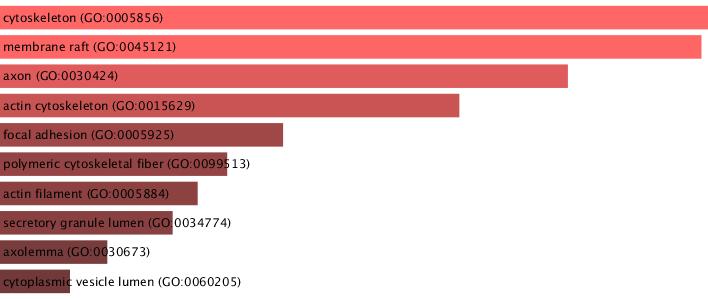 cytoskeleton (GO:0005856)
membrane raft (GO:0045121)
axon (GO:0030424)
actin cytoskeleton (GO:0015629)
focal adhesion (GO:0005925)
polymeric cytoskeletal fiber (GO:0099513)
actin filament (GO:0005884)
secretory granule lumen (GO:0034774)
axolemma (GO:0030673)
cytoplasmic vesicle lumen (GO:0060205)